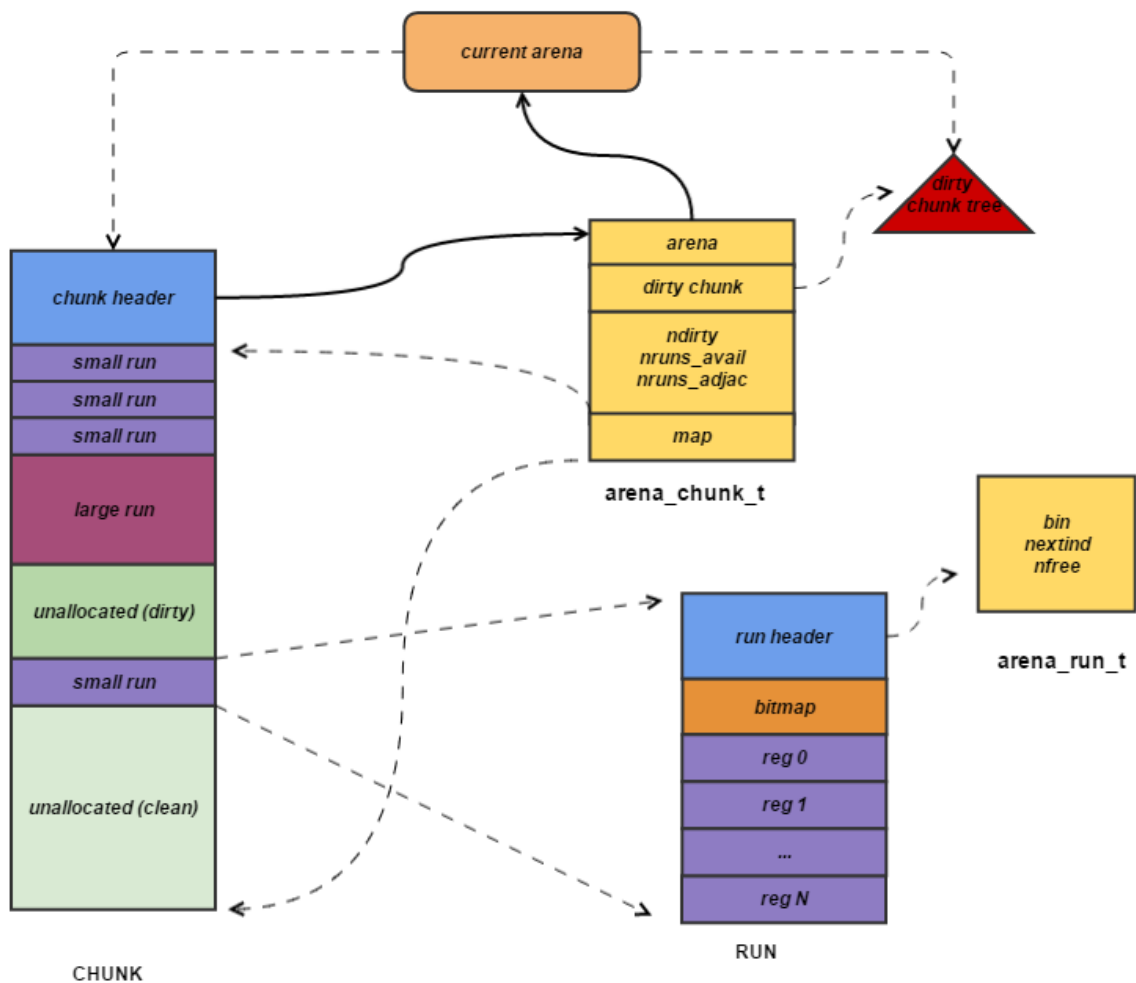 current arena
dirty
chunk tree
arena
dirty chunk
ndirty
nruns_avail
nruns_adjac
map
arena_chunk_t
chunk header
small run
small run
small run
large run
unallocated (dirty)
small run
unallocated (clean)
CHUNK
run header
bitmap
reg 0
reg 1
...
reg N
RUN
bin
nextind
nfree
arena_run_t